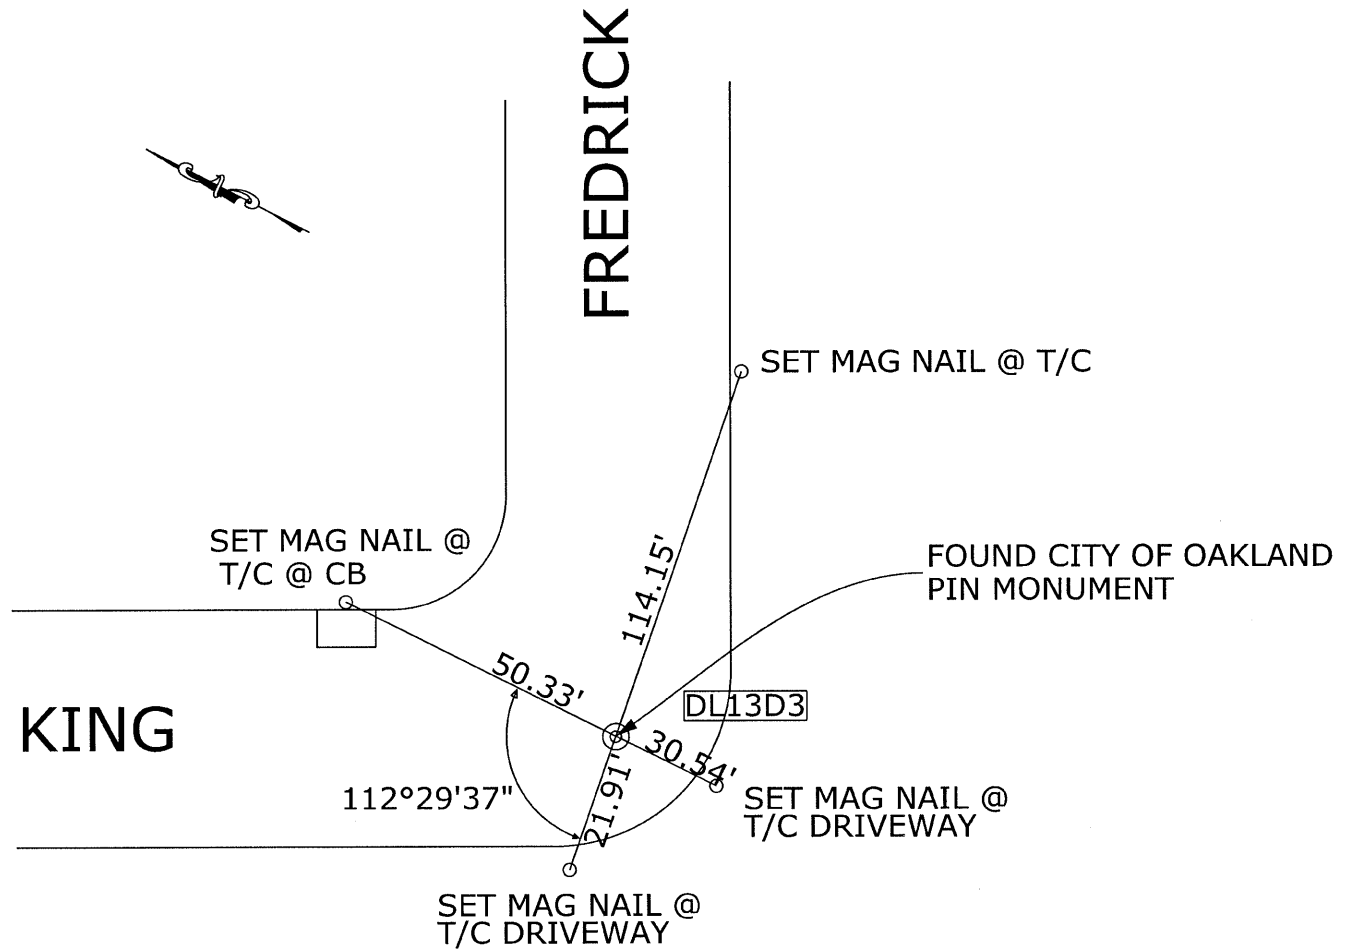 FREDRICK
SET MAG NAIL @ T/C
SET MAG NAIL @
T/C @ CB
FOUND CITY OF OAKLAND
PIN MONUMENT
114.15'
50.33'
DL13D3
KING
30.54'
21.91'
112°29'37"
SET MAG NAIL @
T/C DRIVEWAY
SET MAG NAIL @
T/C DRIVEWAY